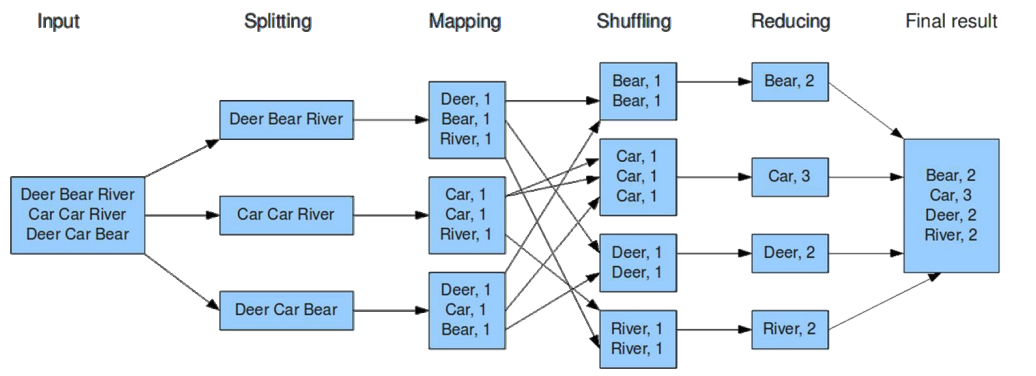 Input
Splitting
Mapping
Shuffling
Reducing
Final result
Deer Bear River
Car Car River
Deer Car Bear
Deer Bear River
Car Car River
Deer Car Bear
Deer, 1
Bear, 1
River, 1
Car, 1
Car, 1
River, 1
Deer, 1
Car, 1
Bear, 1
Bear, 1
Bear, 1
Car, 1
Car, 1
Car, 1
Deer, 1
Deer, 1
River, 1
River, 1
Bear, 2
Car, 3
Deer, 2
River, 2
Bear, 2
Car, 3
Deer, 2
River, 2